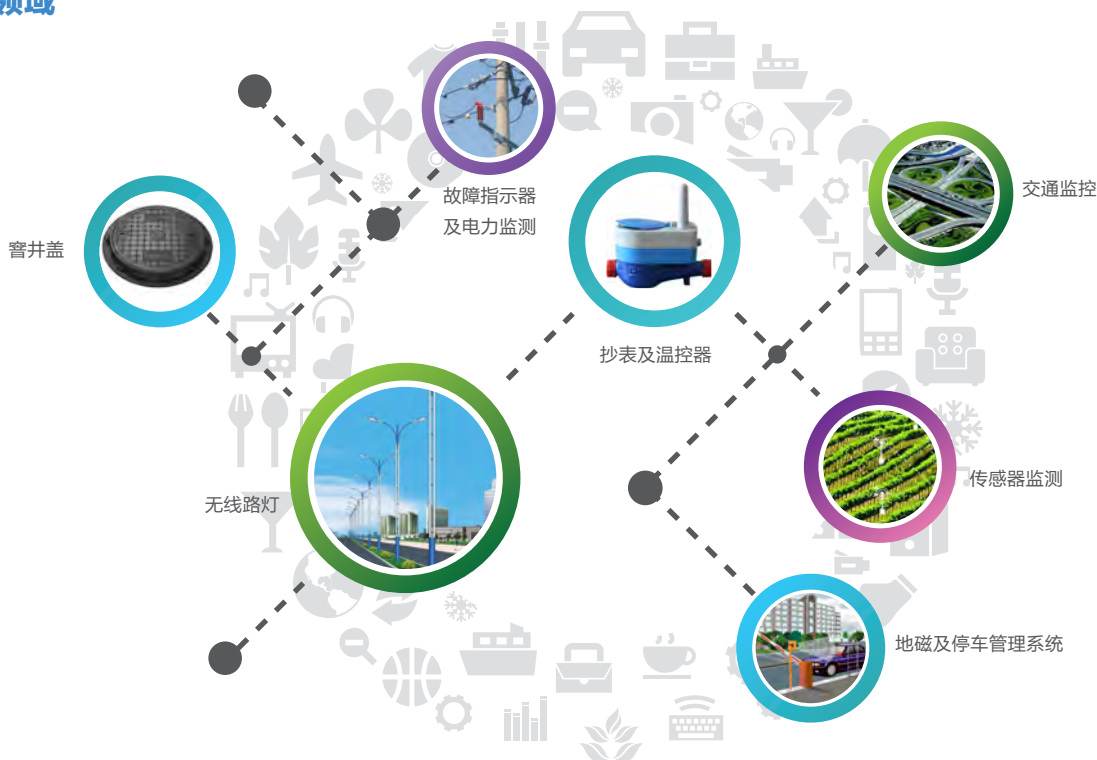 领域
故障指示器
及电力监测
交通监控
窨井盖
抄表及温控器
传感器监测
无线路灯
地磁及停车管理系统